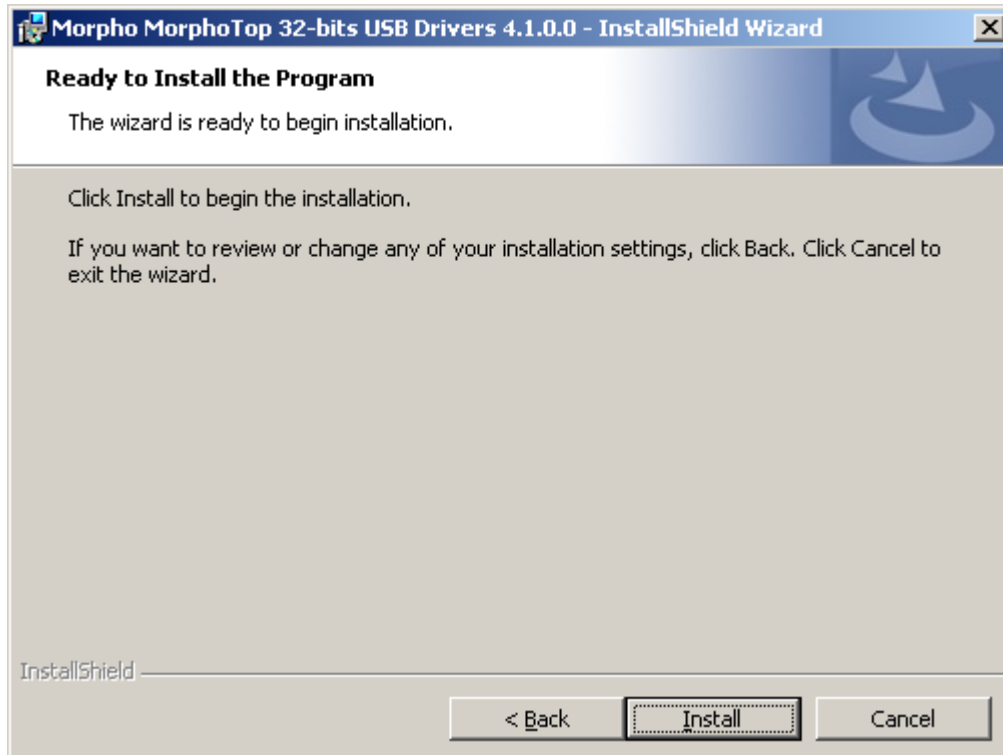 Morpho MorphoTop 32-bits USB Drivers 4.1.0.0 - InstallShield Wizard
Ready to Install the Program
The wizard is ready to begin installation.
Click Install to begin the installation.
If you want to review or change any of your installation settings, click Back. Click Cancel to
exit the wizard.
InstallShield
< Back Install Cancel